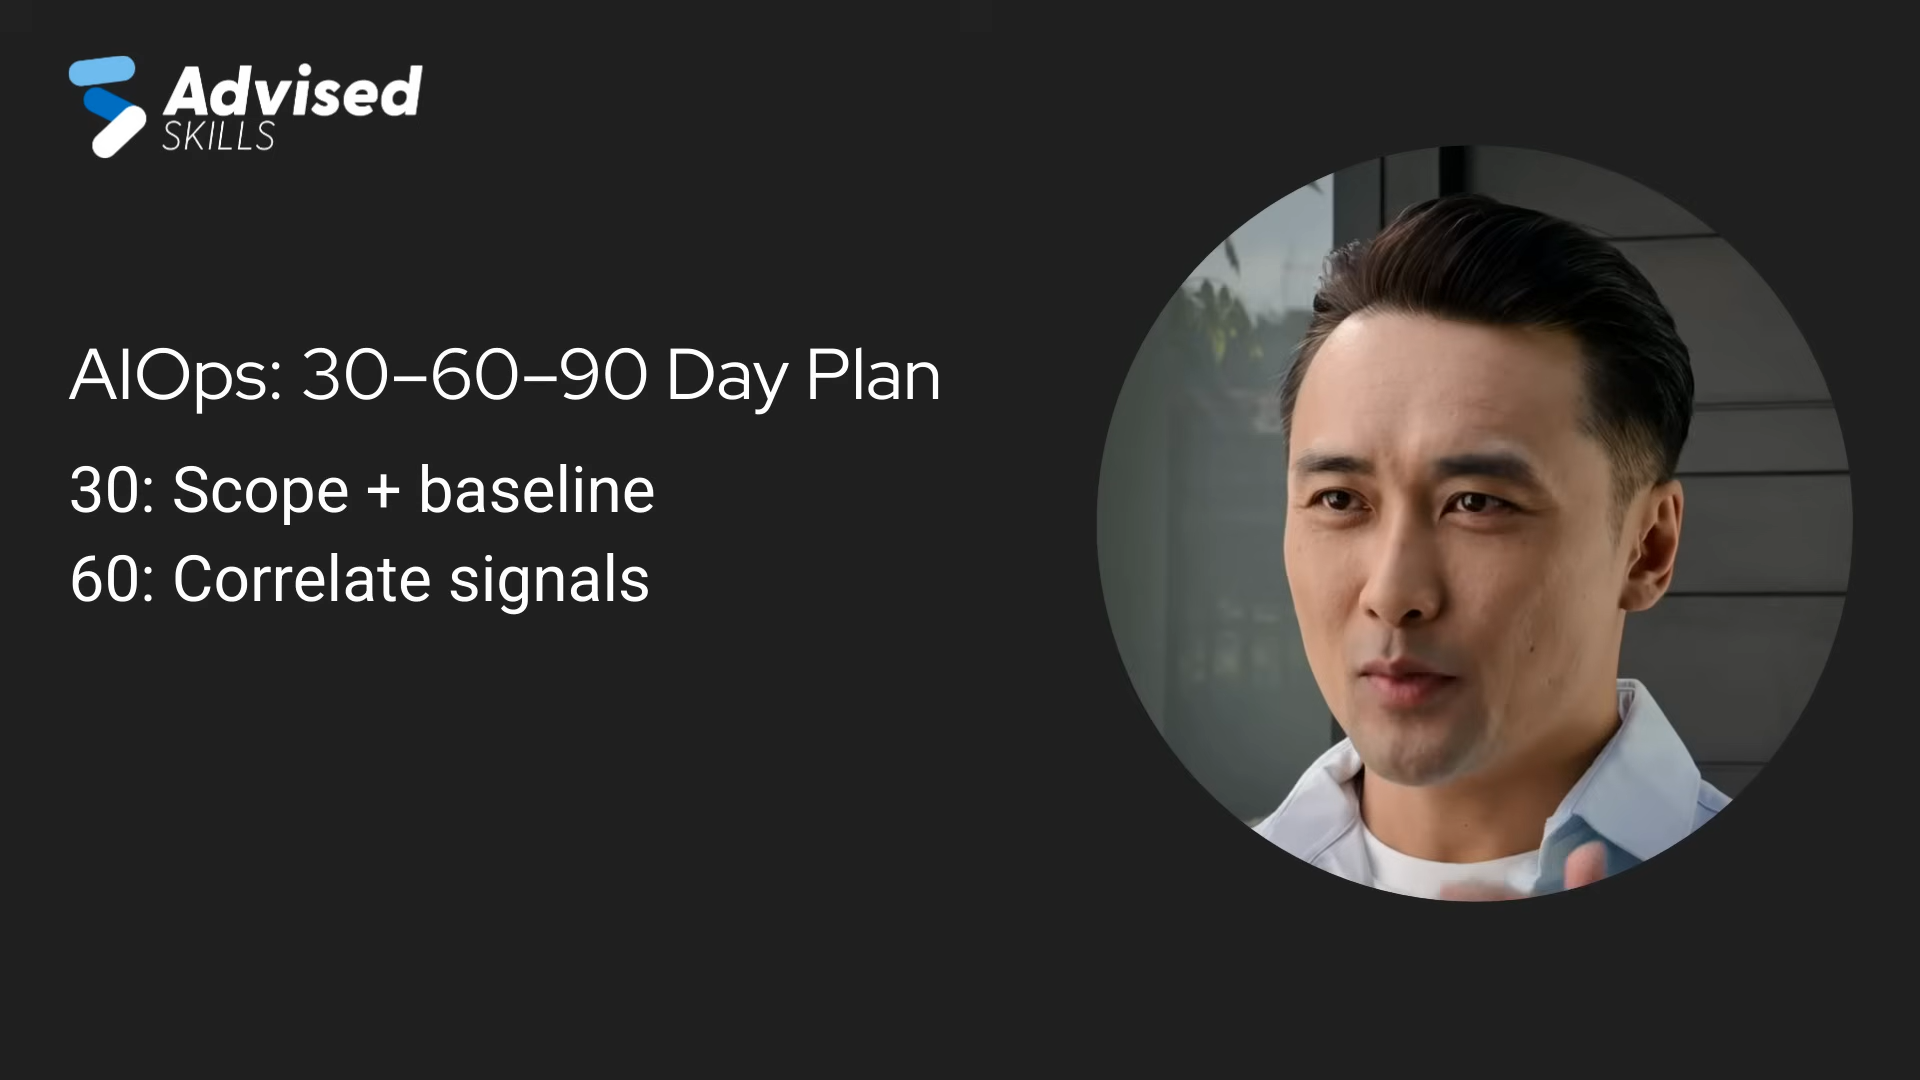 Advised
SKILLS
AIOps: 30–60–90 Day Plan
30: Scope + baseline
60: Correlate signals